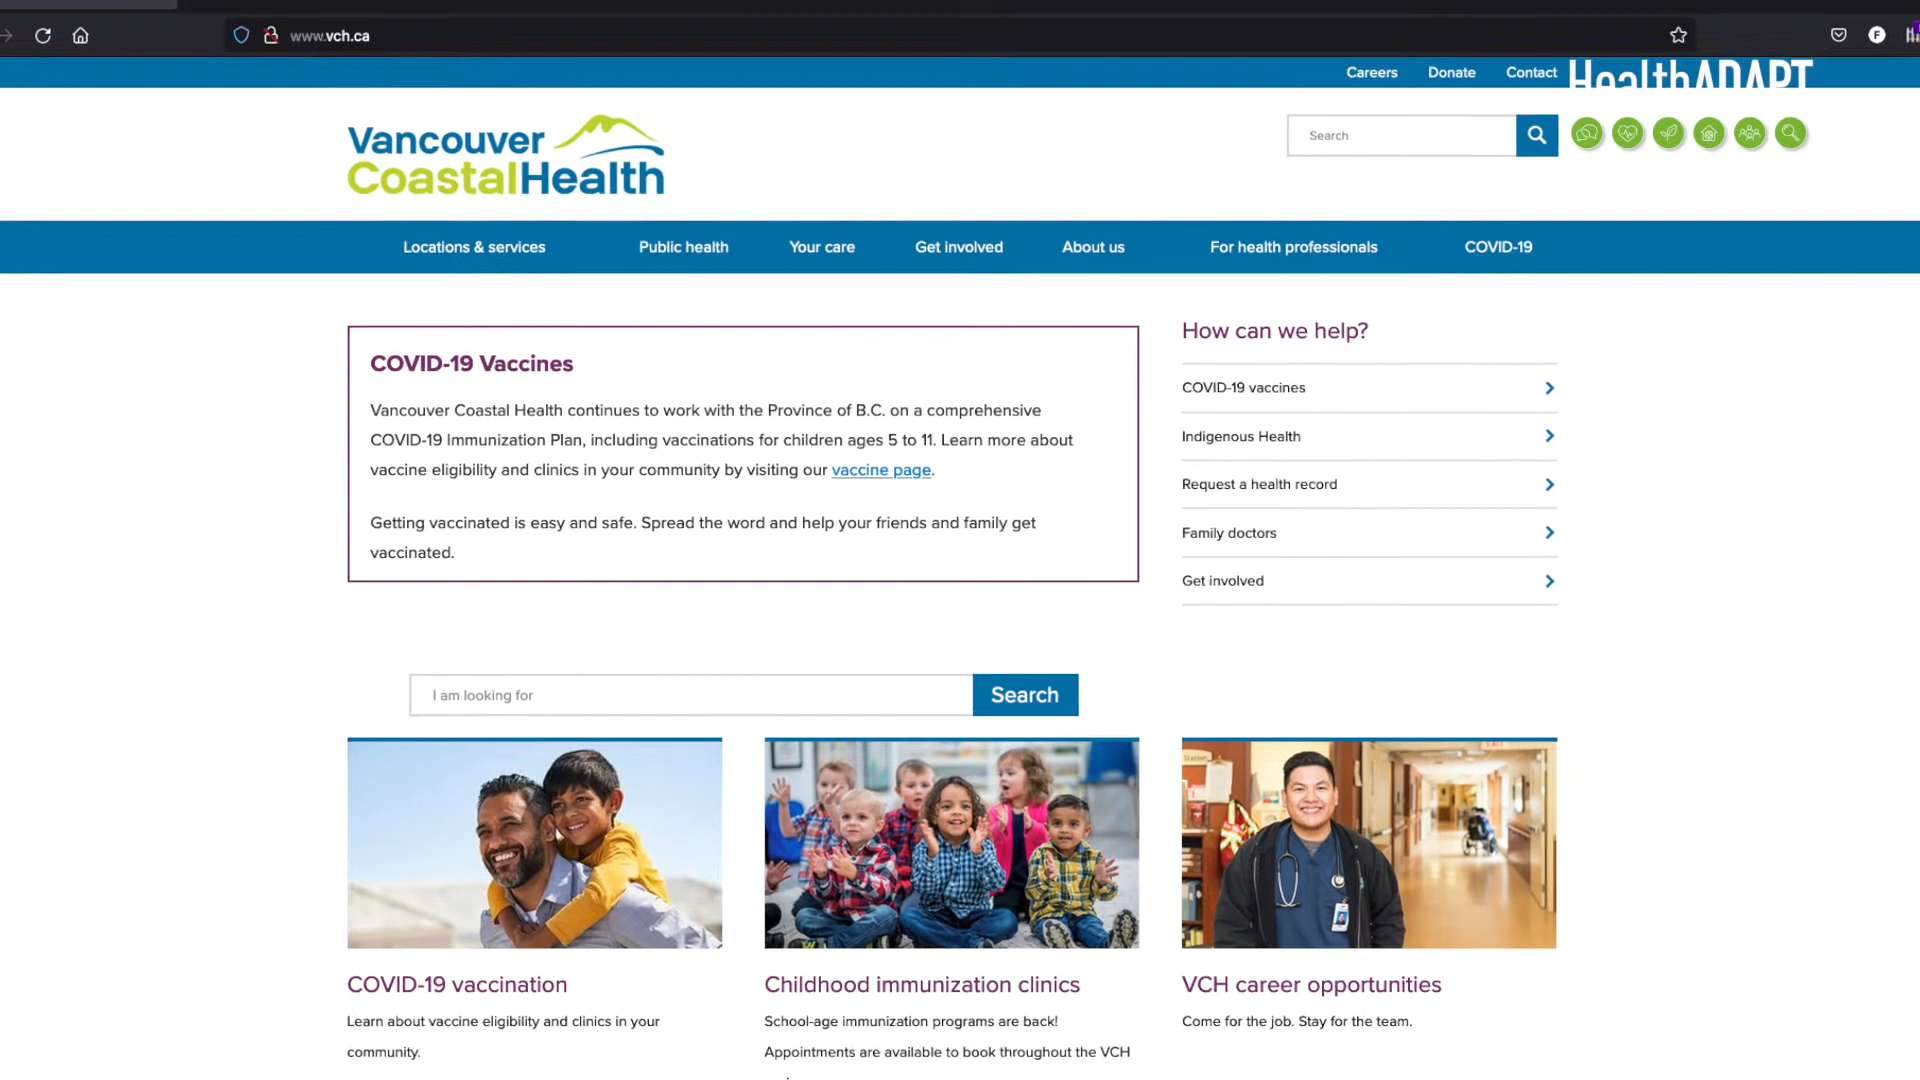 www.vch.ca
Careers Donate Contact
HealthADAPT
Vancouver
CoastalHealth
Search
Locations & services Public health Your care Get involved About us For health professionals COVID-19
COVID-19 Vaccines
Vancouver Coastal Health continues to work with the Province of B.C. on a comprehensive
COVID-19 Immunization Plan, including vaccinations for children ages 5 to 11. Learn more about
vaccine eligibility and clinics in your community by visiting our vaccine page.
Getting vaccinated is easy and safe. Spread the word and help your friends and family get
vaccinated.
How can we help?
COVID-19 vaccines
Indigenous Health
Request a health record
Family doctors
Get involved
I am looking for Search
Station
EXIT
COVID-19 vaccination
Learn about vaccine eligibility and clinics in your
community.
Childhood immunization clinics
School-age immunization programs are back!
Appointments are available to book throughout the VCH
VCH career opportunities
Come for the job. Stay for the team.